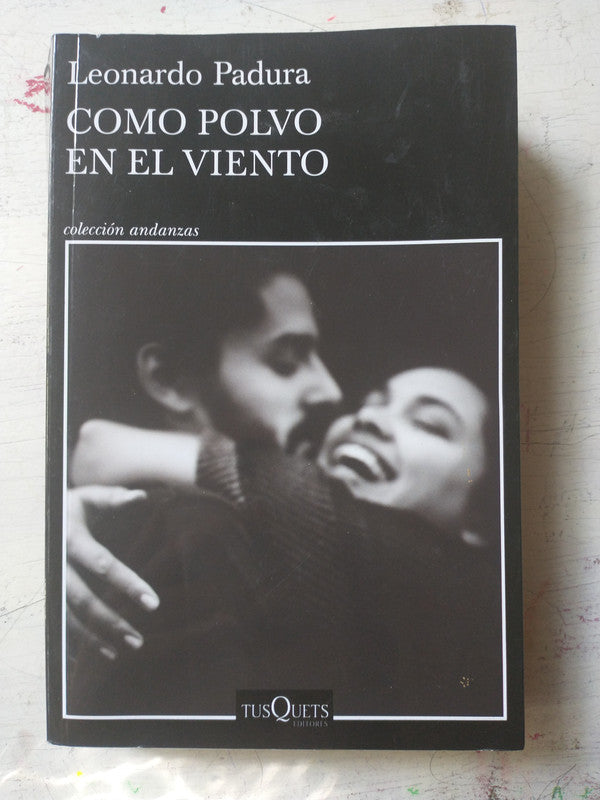 Leonardo Padura
COMO POLVO
EN EL VIENTO
colección andanzas
TUSQUETS
EDITORES